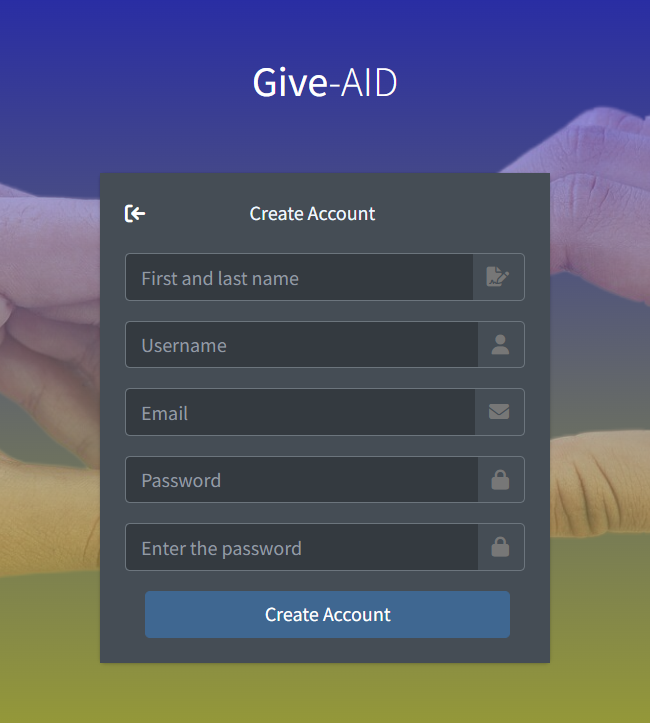 Give-AID
Create Account
First and last name
Username
Email
Password
Enter the password
Create Account